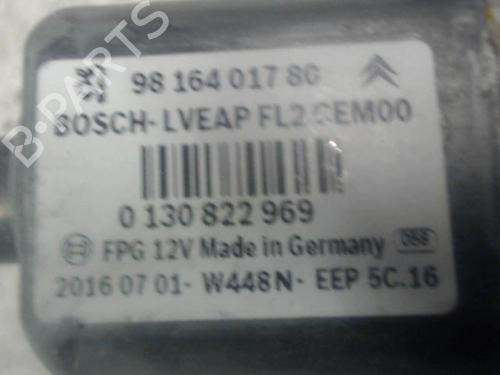 98 164 017 80
BOSCH-LVEAP FL2 CEM00
0 130 822 969
FPG 12V Made in Germany 058
2016 07 01- W448N- EEP 5C.16
B-PARTS